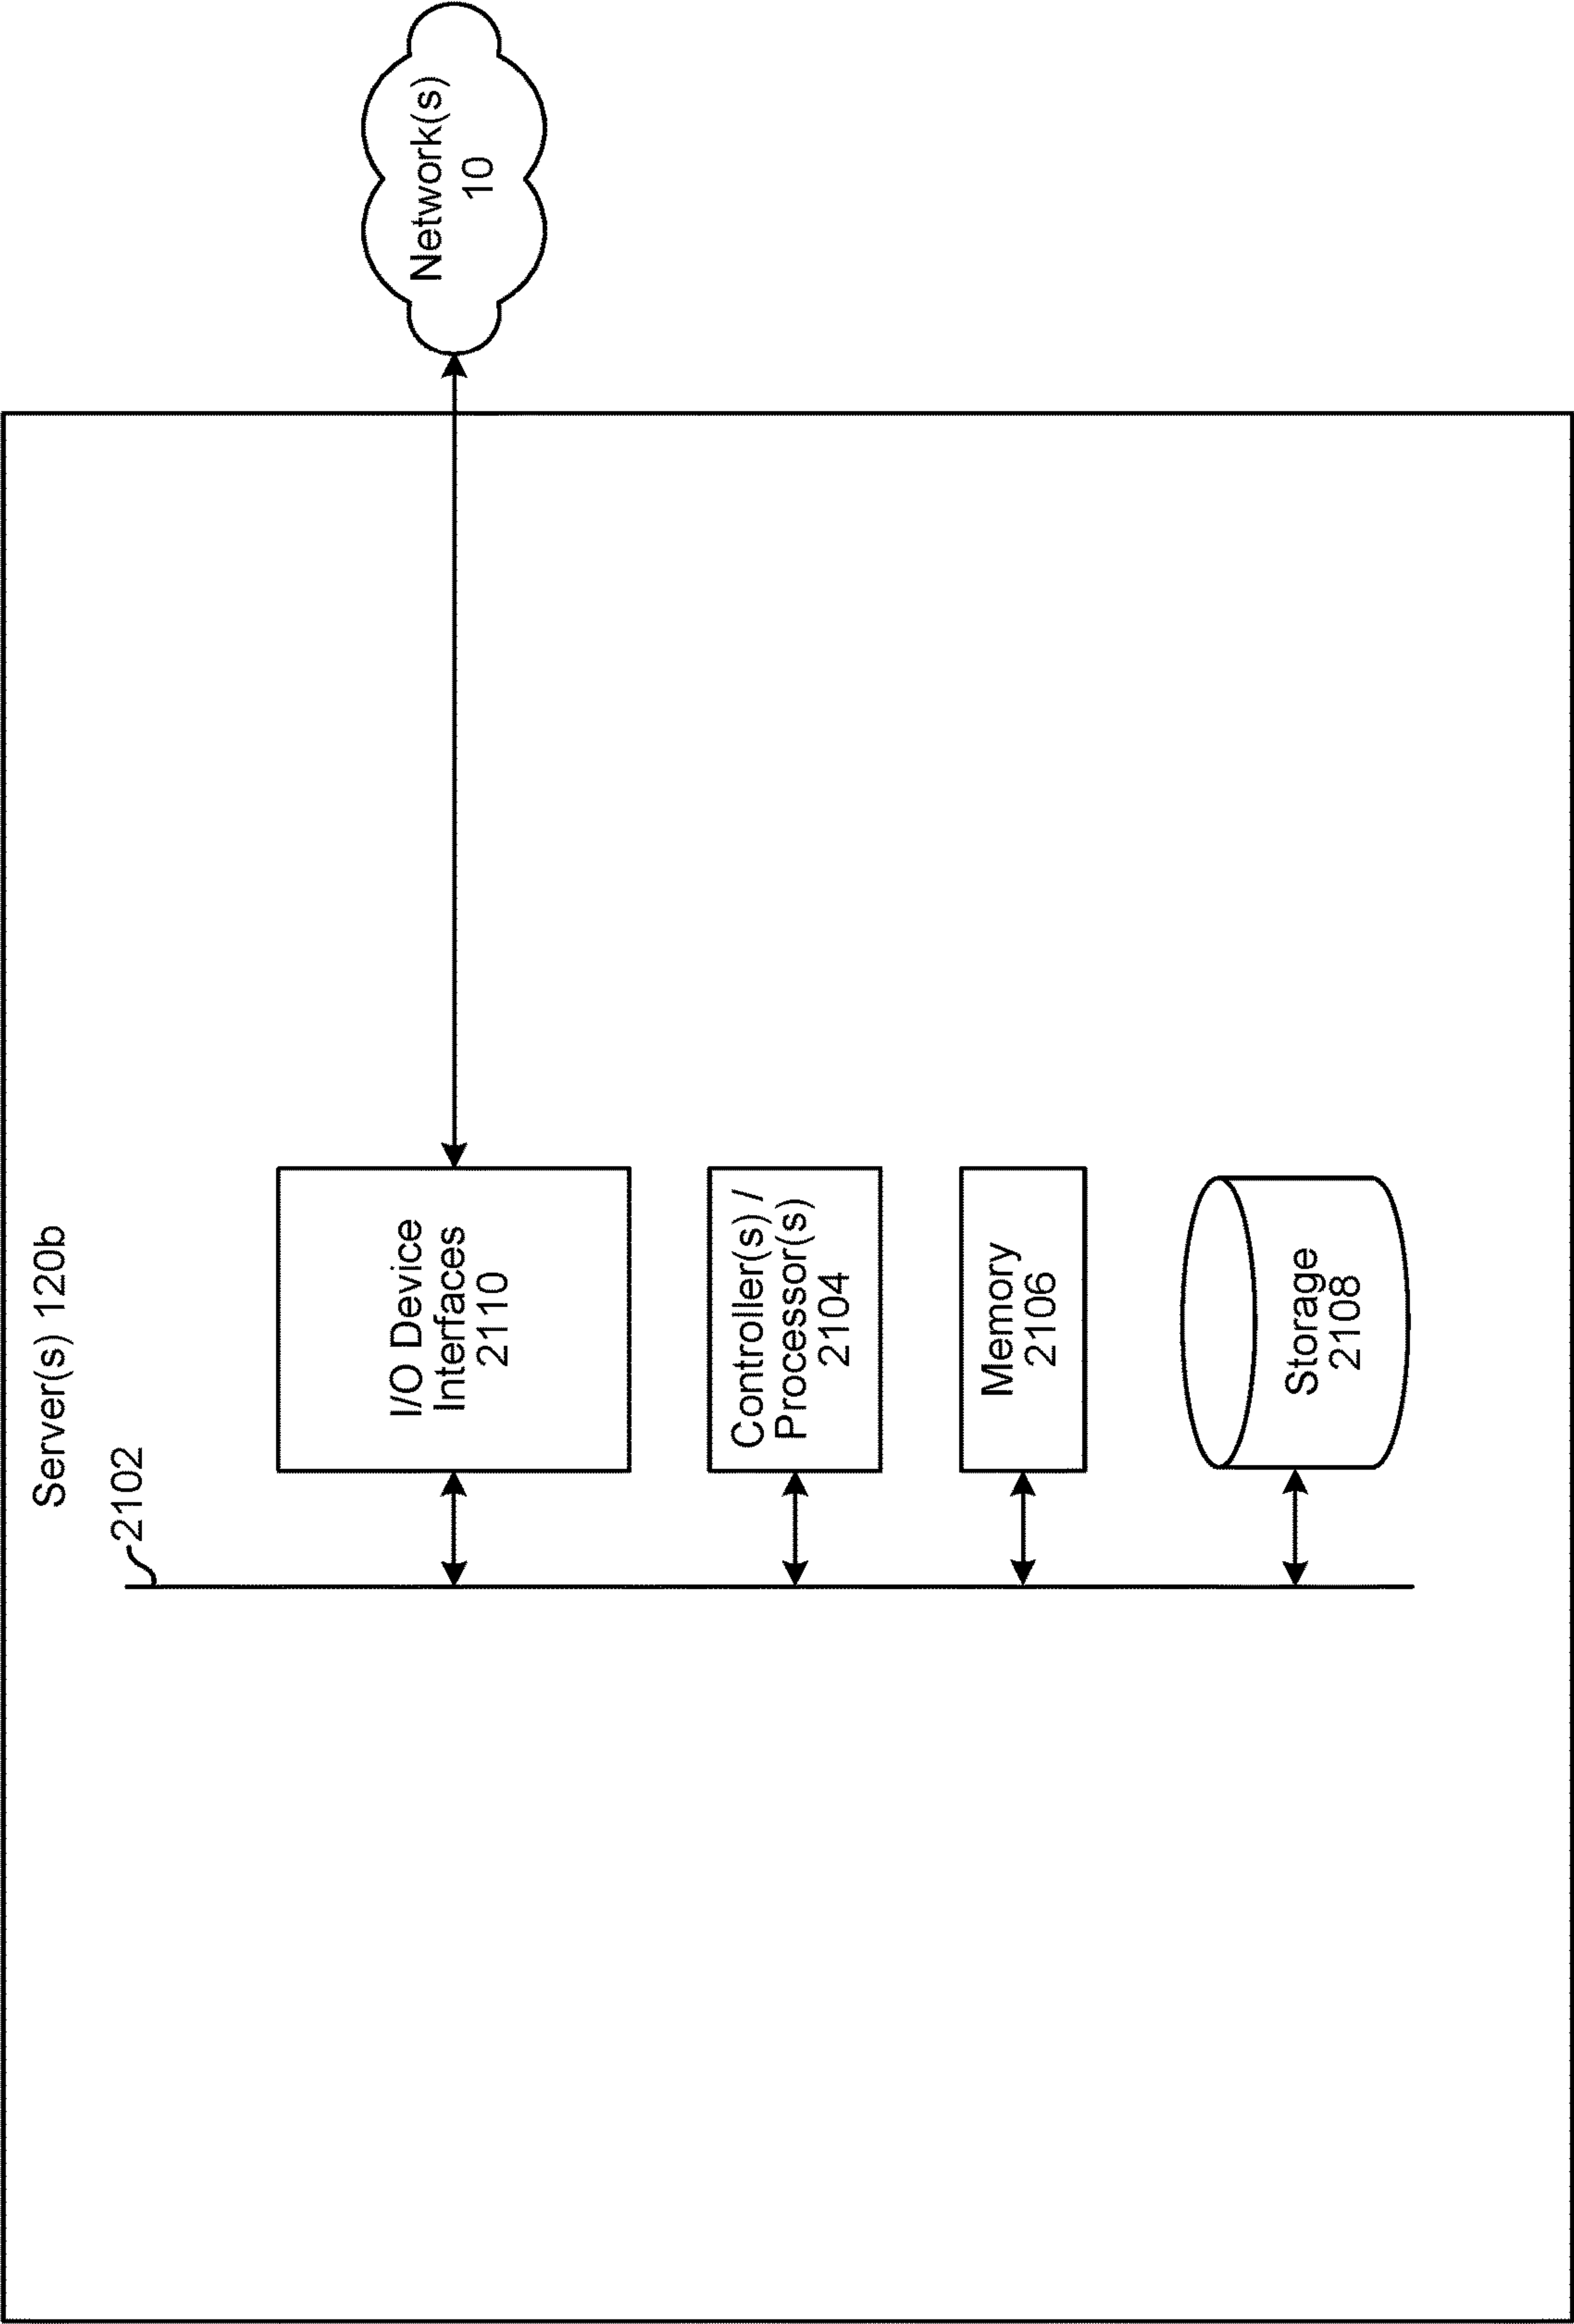 Server(s) 120b
2102
I/O Device
Interfaces
2110
Network(s)
10
Controller(s) /
Processor(s)
2104
Memory
2106
Storage
2108